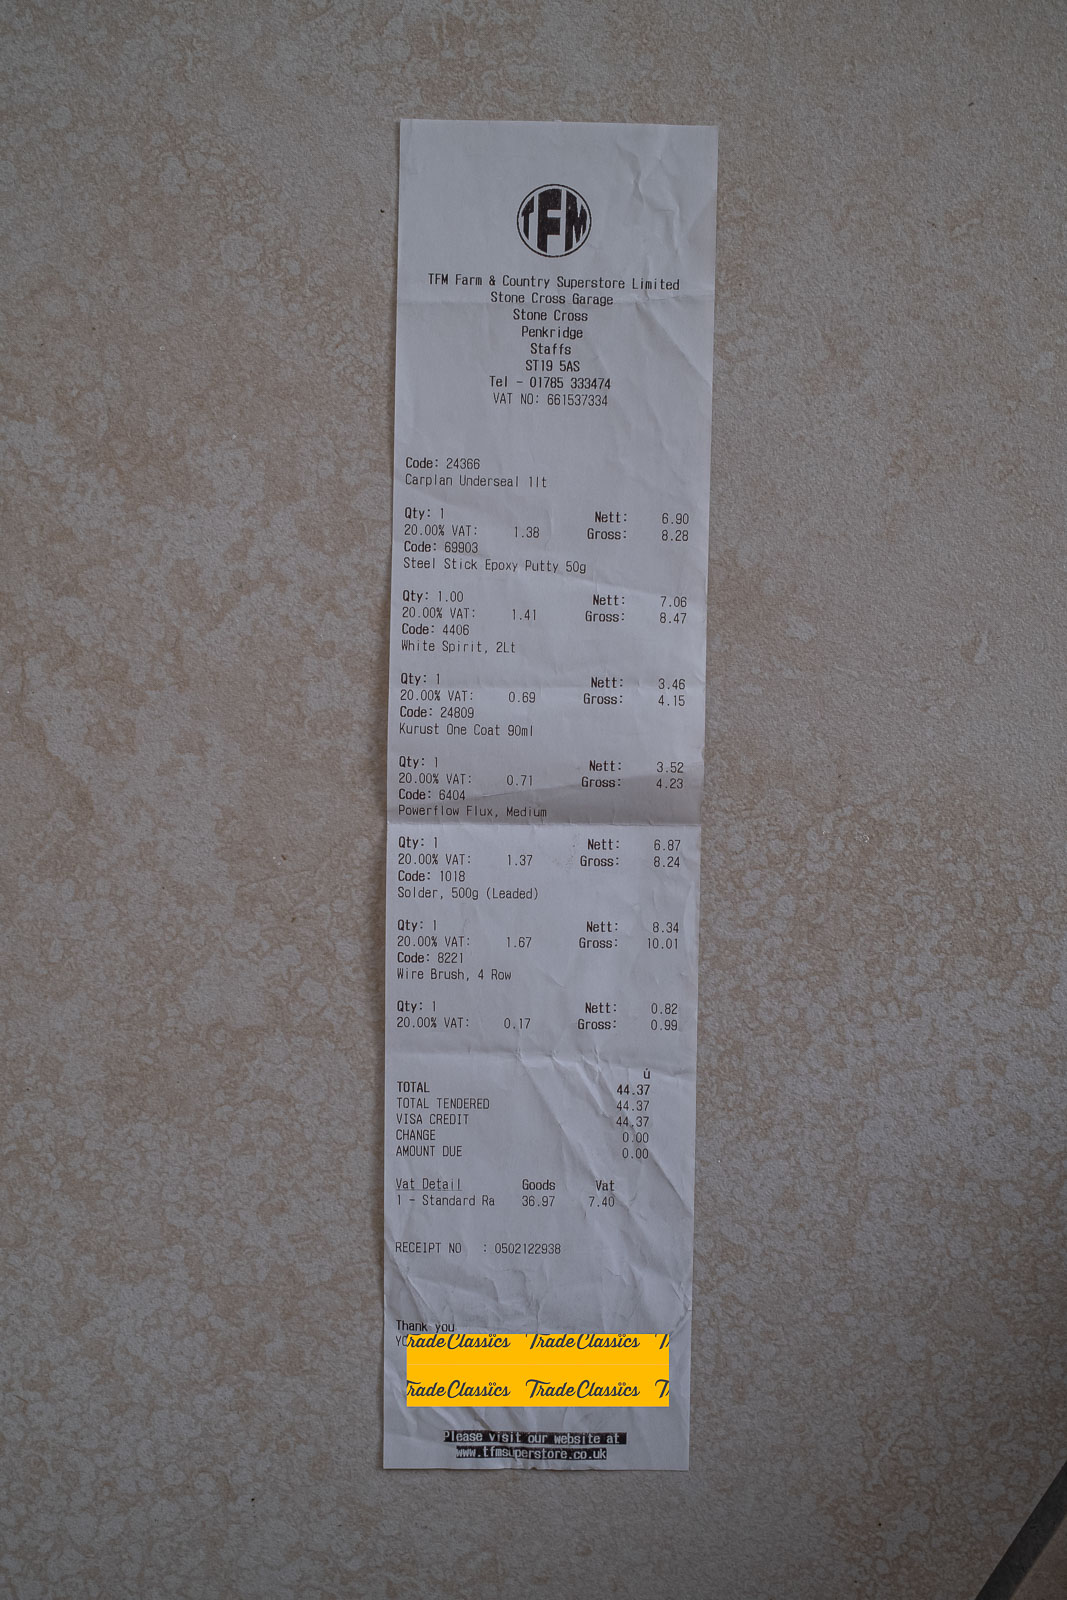 TFM
TFM Farm & Country Superstore Limited
Stone Cross Garage
Stone Cross
Penkridge
Staffs
ST19 5AS
Tel - 01785 333474
VAT NO: 661537334
Code: 24366
Carplan Underseal 1lt
Qty: 1 Nett: 6.90
20.00% VAT: 1.38 Gross: 8.28
Code: 69903
Steel Stick Epoxy Putty 50g
Qty: 1.00 Nett: 7.06
20.00% VAT: 1.41 Gross: 8.47
Code: 4406
White Spirit, 2Lt
Qty: 1 Nett: 3.46
20.00% VAT: 0.69 Gross: 4.15
Code: 24809
Kurust One Coat 90ml
Qty: 1 Nett: 3.52
20.00% VAT: 0.71 Gross: 4.23
Code: 6404
Powerflow Flux, Medium
Qty: 1 Nett: 6.87
20.00% VAT: 1.37 Gross: 8.24
Code: 1018
Solder, 500g (Leaded)
Qty: 1 Nett: 8.34
20.00% VAT: 1.67 Gross: 10.01
Code: 8221
Wire Brush, 4 Row
Qty: 1 Nett: 0.82
20.00% VAT: 0.17 Gross: 0.99
ú
TOTAL 44.37
TOTAL TENDERED 44.37
VISA CREDIT 44.37
CHANGE 0.00
AMOUNT DUE 0.00
Vat Detail Goods Vat
1 - Standard Ra 36.97 7.40
RECEIPT NO : 0502122938
Thank you
Trade Classics Trade Classics
Trade Classics Trade Classics
Please visit our website at
www.tfmsuperstore.co.uk